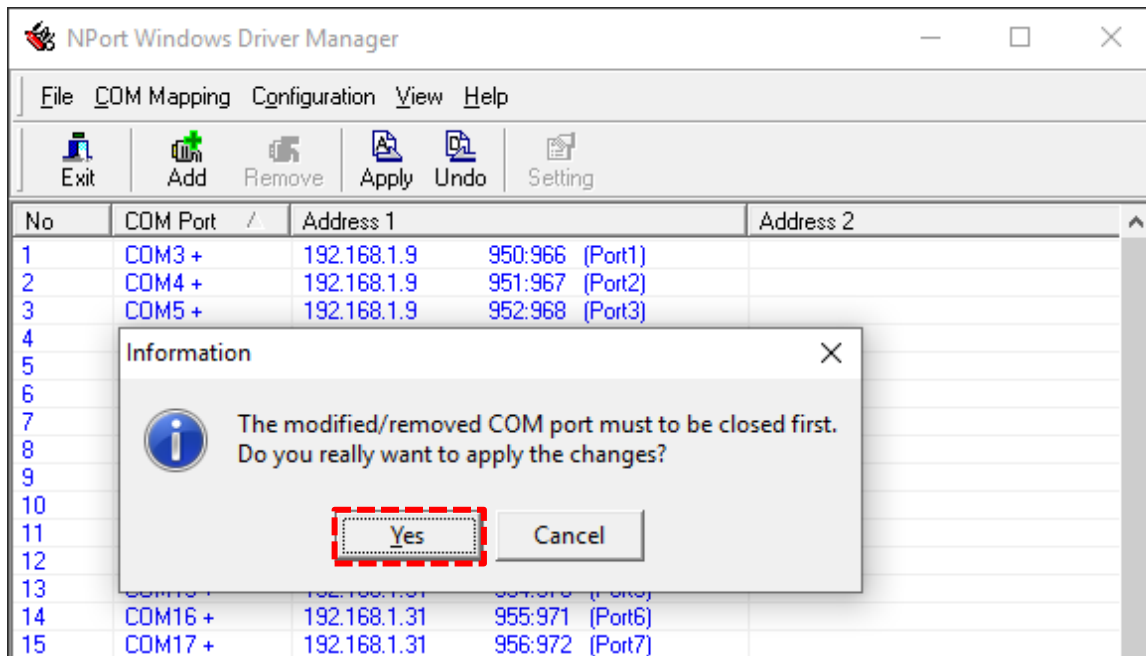 NPort Windows Driver Manager
File COM Mapping Configuration View Help
Exit Add Remove Apply Undo Setting
No COM Port Address 1 Address 2
1 COM3 + 192.168.1.9 950:966 (Port1)
2 COM4 + 192.168.1.9 951:967 (Port2)
3 COM5 + 192.168.1.9 952:968 (Port3)
4
Information
5
6
7
The modified/removed COM port must to be closed first.
8
Do you really want to apply the changes?
9
10
11
Yes Cancel
12
13
14 COM16 + 192.168.1.31 955:971 (Port6)
15 COM17 + 192.168.1.31 956:972 (Port7)